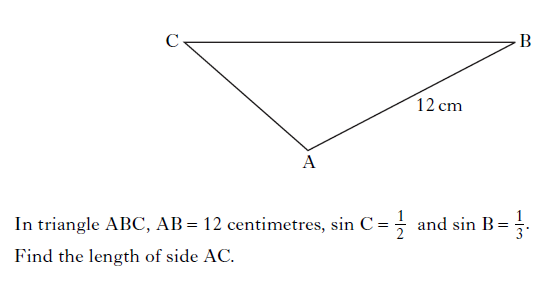 C
B
12 cm
A
In triangle ABC, AB = 12 centimetres, sin C = 1/2 and sin B = 1/3.
Find the length of side AC.